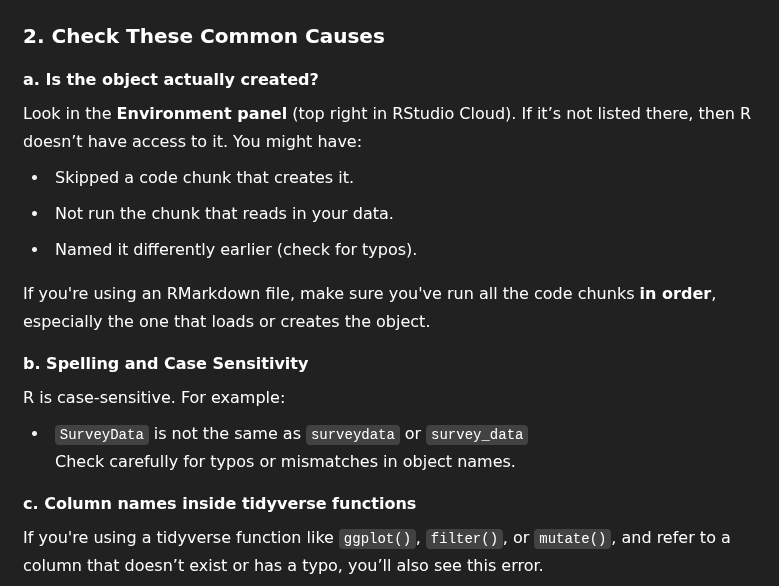 2. Check These Common Causes
a. Is the object actually created?
Look in the Environment panel (top right in RStudio Cloud). If it’s not listed there, then R
doesn’t have access to it. You might have:
• Skipped a code chunk that creates it.
• Not run the chunk that reads in your data.
• Named it differently earlier (check for typos).
If you're using an RMarkdown file, make sure you've run all the code chunks in order,
especially the one that loads or creates the object.
b. Spelling and Case Sensitivity
R is case-sensitive. For example:
• SurveyData is not the same as surveydata or survey_data
Check carefully for typos or mismatches in object names.
c. Column names inside tidyverse functions
If you're using a tidyverse function like ggplot(), filter(), or mutate(), and refer to a
column that doesn’t exist or has a typo, you’ll also see this error.